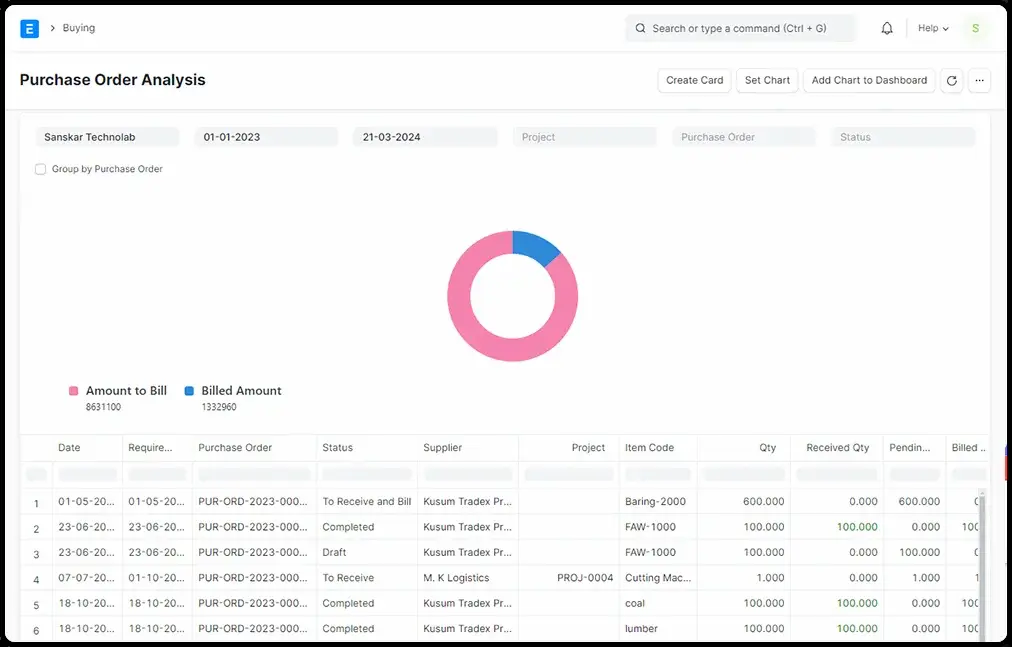 E > Buying Search or type a command (Ctrl + G) Help S
Purchase Order Analysis Create Card Set Chart Add Chart to Dashboard ...
Sanskar Technolab 01-01-2023 21-03-2024 Project Purchase Order Status
Group by Purchase Order
Amount to Bill Billed Amount
8631100 1332960
Date Require... Purchase Order Status Supplier Project Item Code Qty Received Qty Pendin... Billed ..
1 01-05-20... 01-05-20... PUR-ORD-2023-000... To Receive and Bill Kusum Tradex Pr... Baring-2000 600.000 0.000 600.000
2 23-06-20... 23-06-20... PUR-ORD-2023-000... Completed Kusum Tradex Pr... FAW-1000 100.000 100.000 0.000 100
3 23-06-20... 23-06-20... PUR-ORD-2023-000... Draft Kusum Tradex Pr... FAW-1000 100.000 0.000 100.000
4 07-07-20... 01-10-20... PUR-ORD-2023-000... To Receive M. K Logistics PROJ-0004 Cutting Mac... 1.000 0.000 1.000 1
5 18-10-20... 18-10-20... PUR-ORD-2023-000... Completed Kusum Tradex Pr... coal 100.000 100.000 0.000 100
6 18-10-20... 18-10-20... PUR-ORD-2023-000... Completed Kusum Tradex Pr... lumber 100.000 100.000 0.000 100